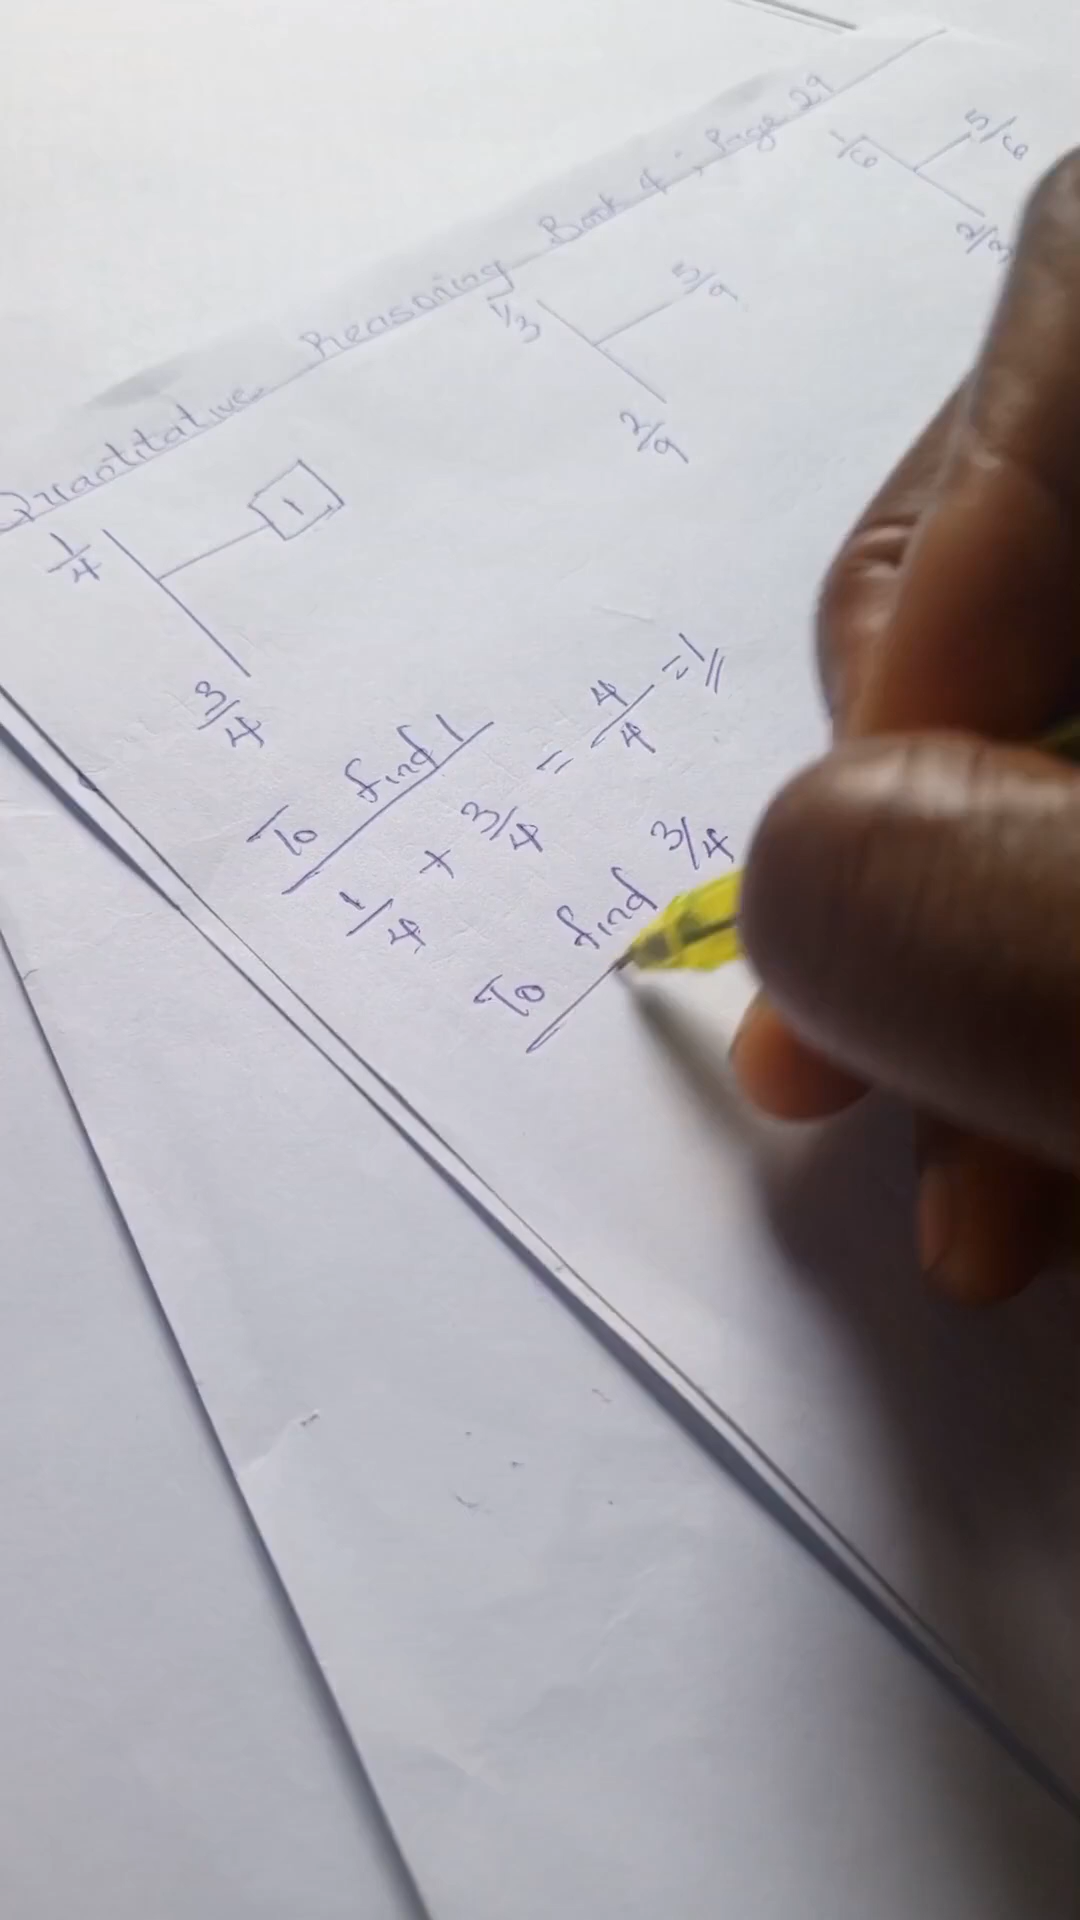 Quantitative Reasoning Book 4; Page 29
1/4 1 3/4
1/3 5/9 2/9
1/6 5/6 2/3
To find 1
1/4 + 3/4 = 4/4 = 1
To find 3/4